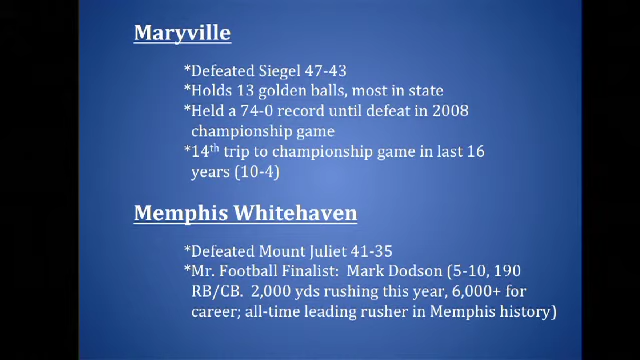 Maryville
*Defeated Siegel 47-43
*Holds 13 golden balls, most in state
*Held a 74-0 record until defeat in 2008
championship game
*14th trip to championship game in last 16
years (10-4)
Memphis Whitehaven
*Defeated Mount Juliet 41-35
*Mr. Football Finalist: Mark Dodson (5-10, 190
RB/CB. 2,000 yds rushing this year, 6,000+ for
career; all-time leading rusher in Memphis history)